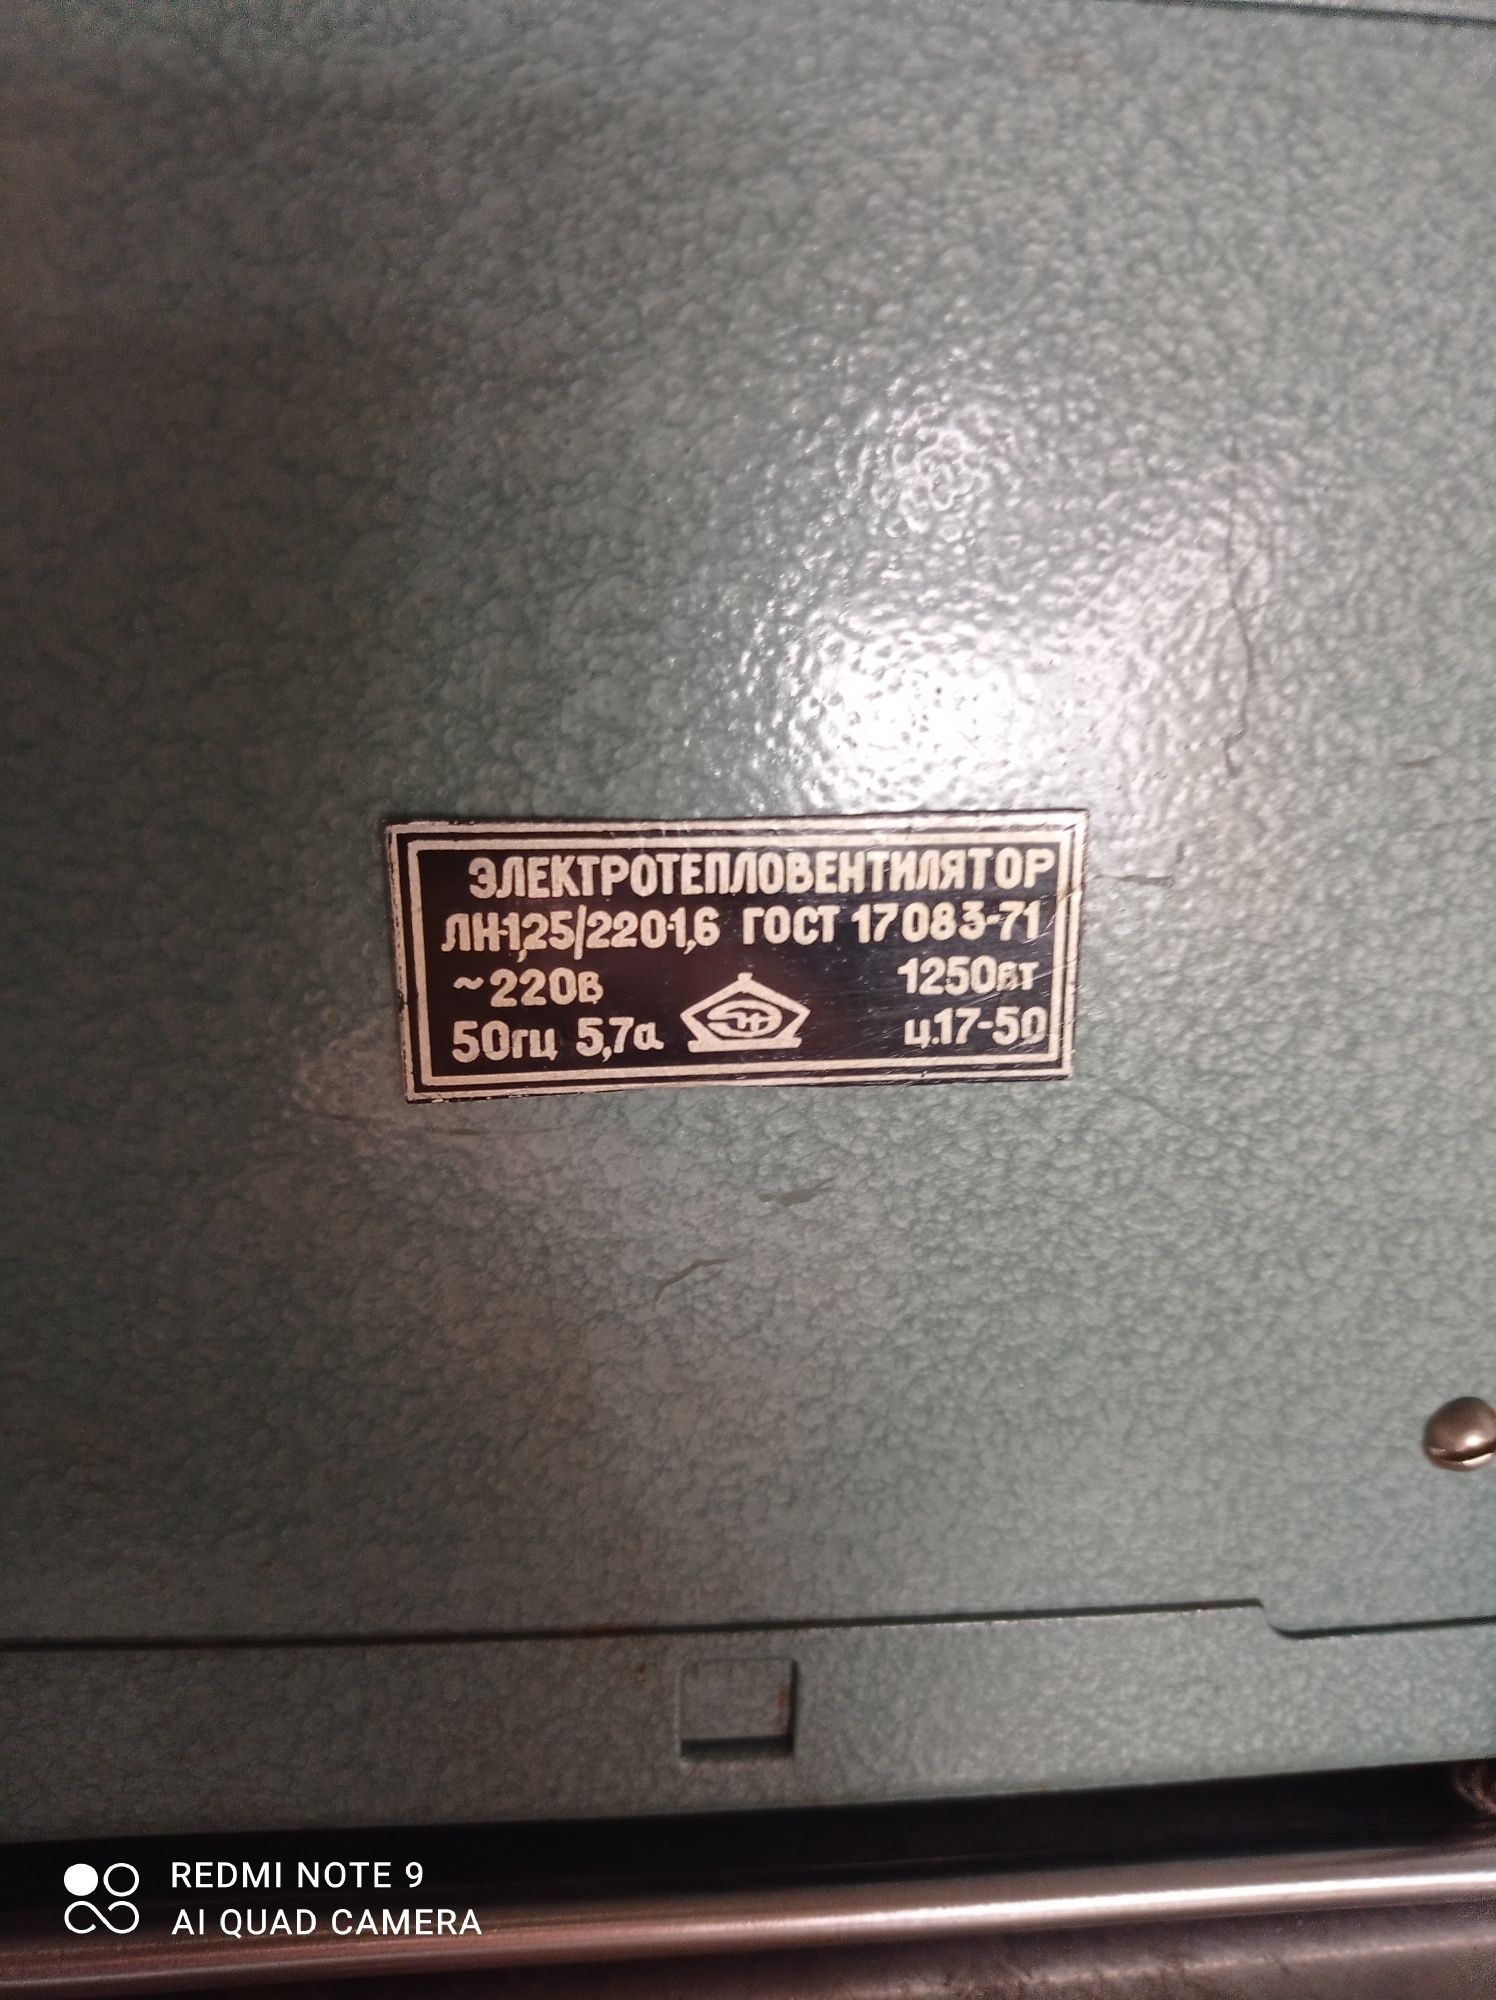 ЭЛЕКТРОТЕПЛОВЕНТИЛЯТОР
ЛН-1,25/220-1,6 ГОСТ 17083-71
~220в 1250вт
50гц 5,7а ц.17-50
REDMI NOTE 9
AI QUAD CAMERA